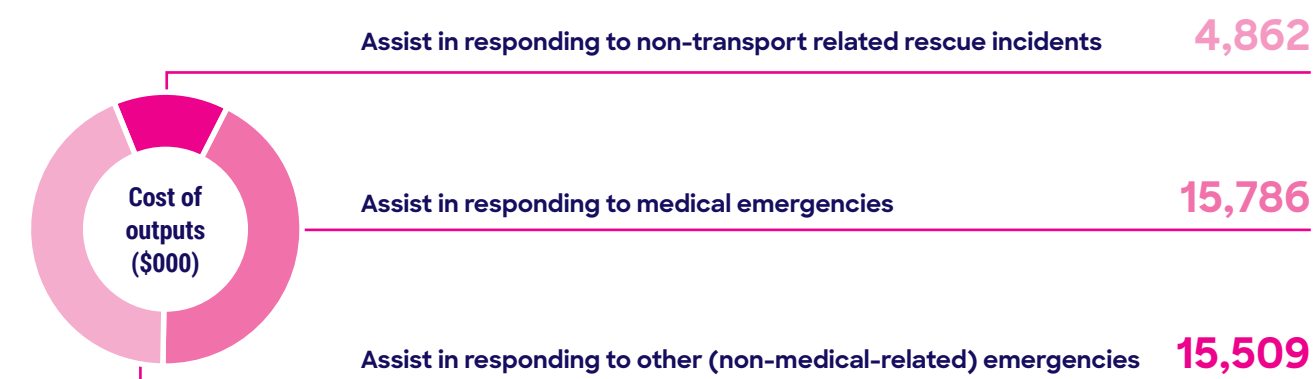 Assist in responding to non-transport related rescue incidents 4,862
Cost of
outputs
($000)
Assist in responding to medical emergencies 15,786
Assist in responding to other (non-medical-related) emergencies 15,509